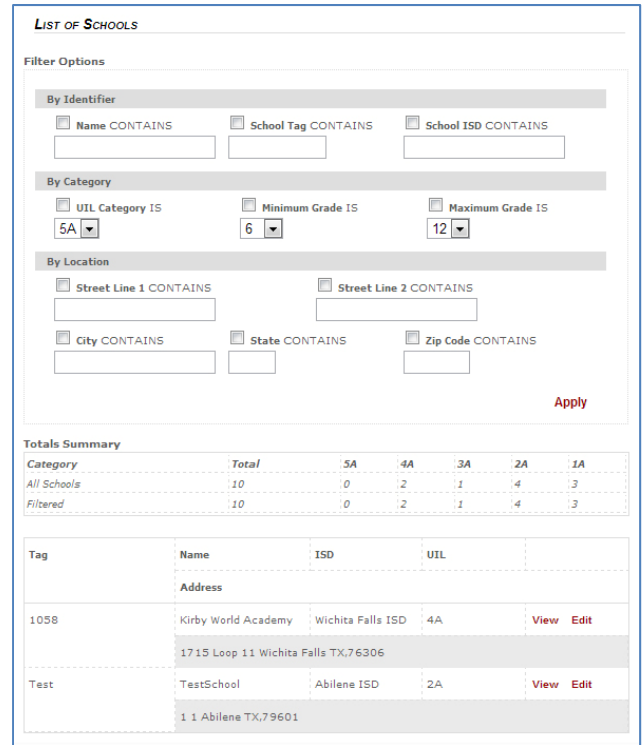 LIST OF SCHOOLS
Filter Options
By Identifier
Name CONTAINS School Tag CONTAINS School ISD CONTAINS
By Category
UIL Category IS Minimum Grade IS Maximum Grade IS
5A 6 12
By Location
Street Line 1 CONTAINS Street Line 2 CONTAINS
City CONTAINS State CONTAINS Zip Code CONTAINS
Apply
Totals Summary
Category Total 5A 4A 3A 2A 1A
All Schools 10 0 2 1 4 3
Filtered 10 0 2 1 4 3
Tag Name ISD UIL
Address
1058 Kirby World Academy Wichita Falls ISD 4A View Edit
1715 Loop 11 Wichita Falls TX,76306
Test TestSchool Abilene ISD 2A View Edit
1 1 Abilene TX,79601